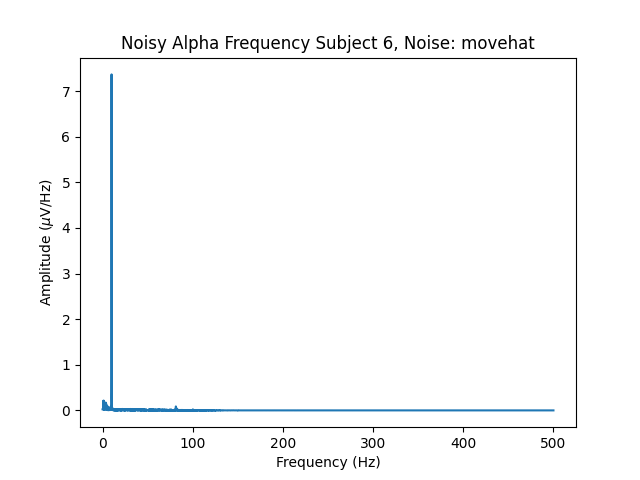 Noisy Alpha Frequency Subject 6, Noise: movehat
7
6
5
4
3
2
1
0
Amplitude (μV/Hz)
0 100 200 300 400 500
Frequency (Hz)